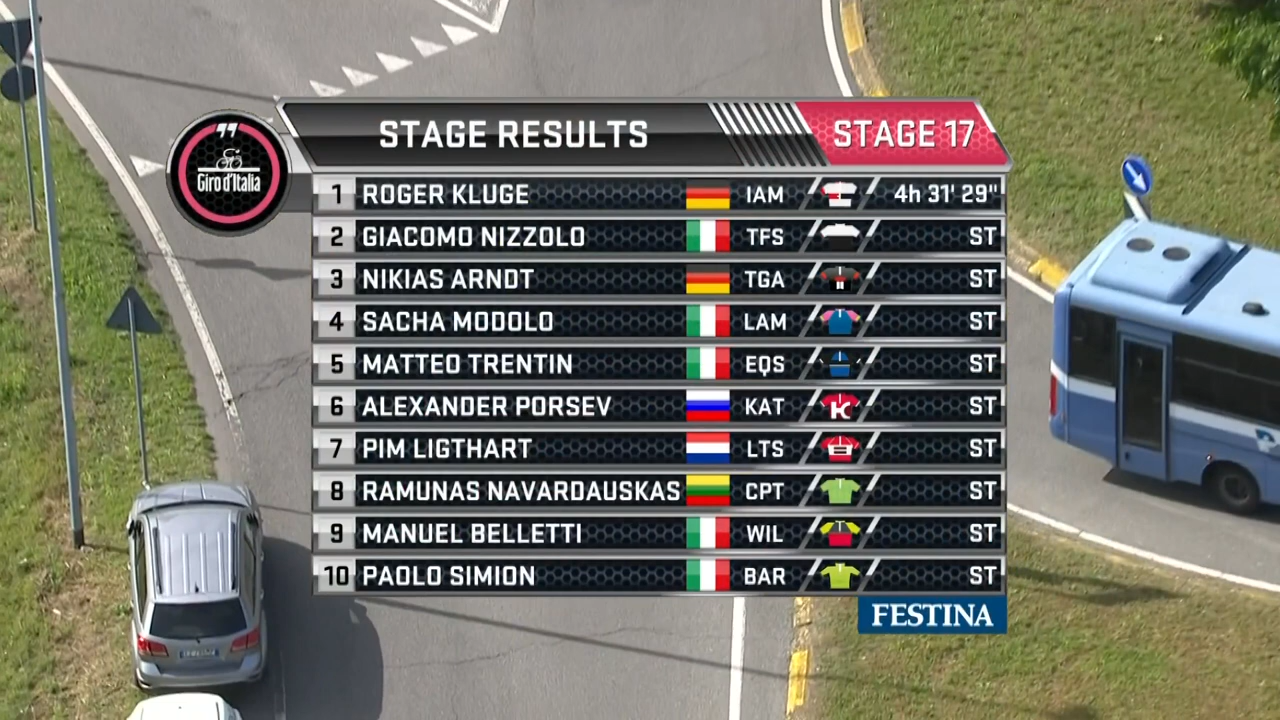 STAGE RESULTS STAGE 17
99
Giro d'Italia
1 ROGER KLUGE IAM 4h 31' 29"
2 GIACOMO NIZZOLO TFS ST
3 NIKIAS ARNDT TGA ST
4 SACHA MODOLO LAM ST
5 MATTEO TRENTIN EQS ST
6 ALEXANDER PORSEV KAT ST
7 PIM LIGTHART LTS ST
8 RAMUNAS NAVARDAUSKAS CPT ST
9 MANUEL BELLETTI WIL ST
10 PAOLO SIMION BAR ST
FESTINA